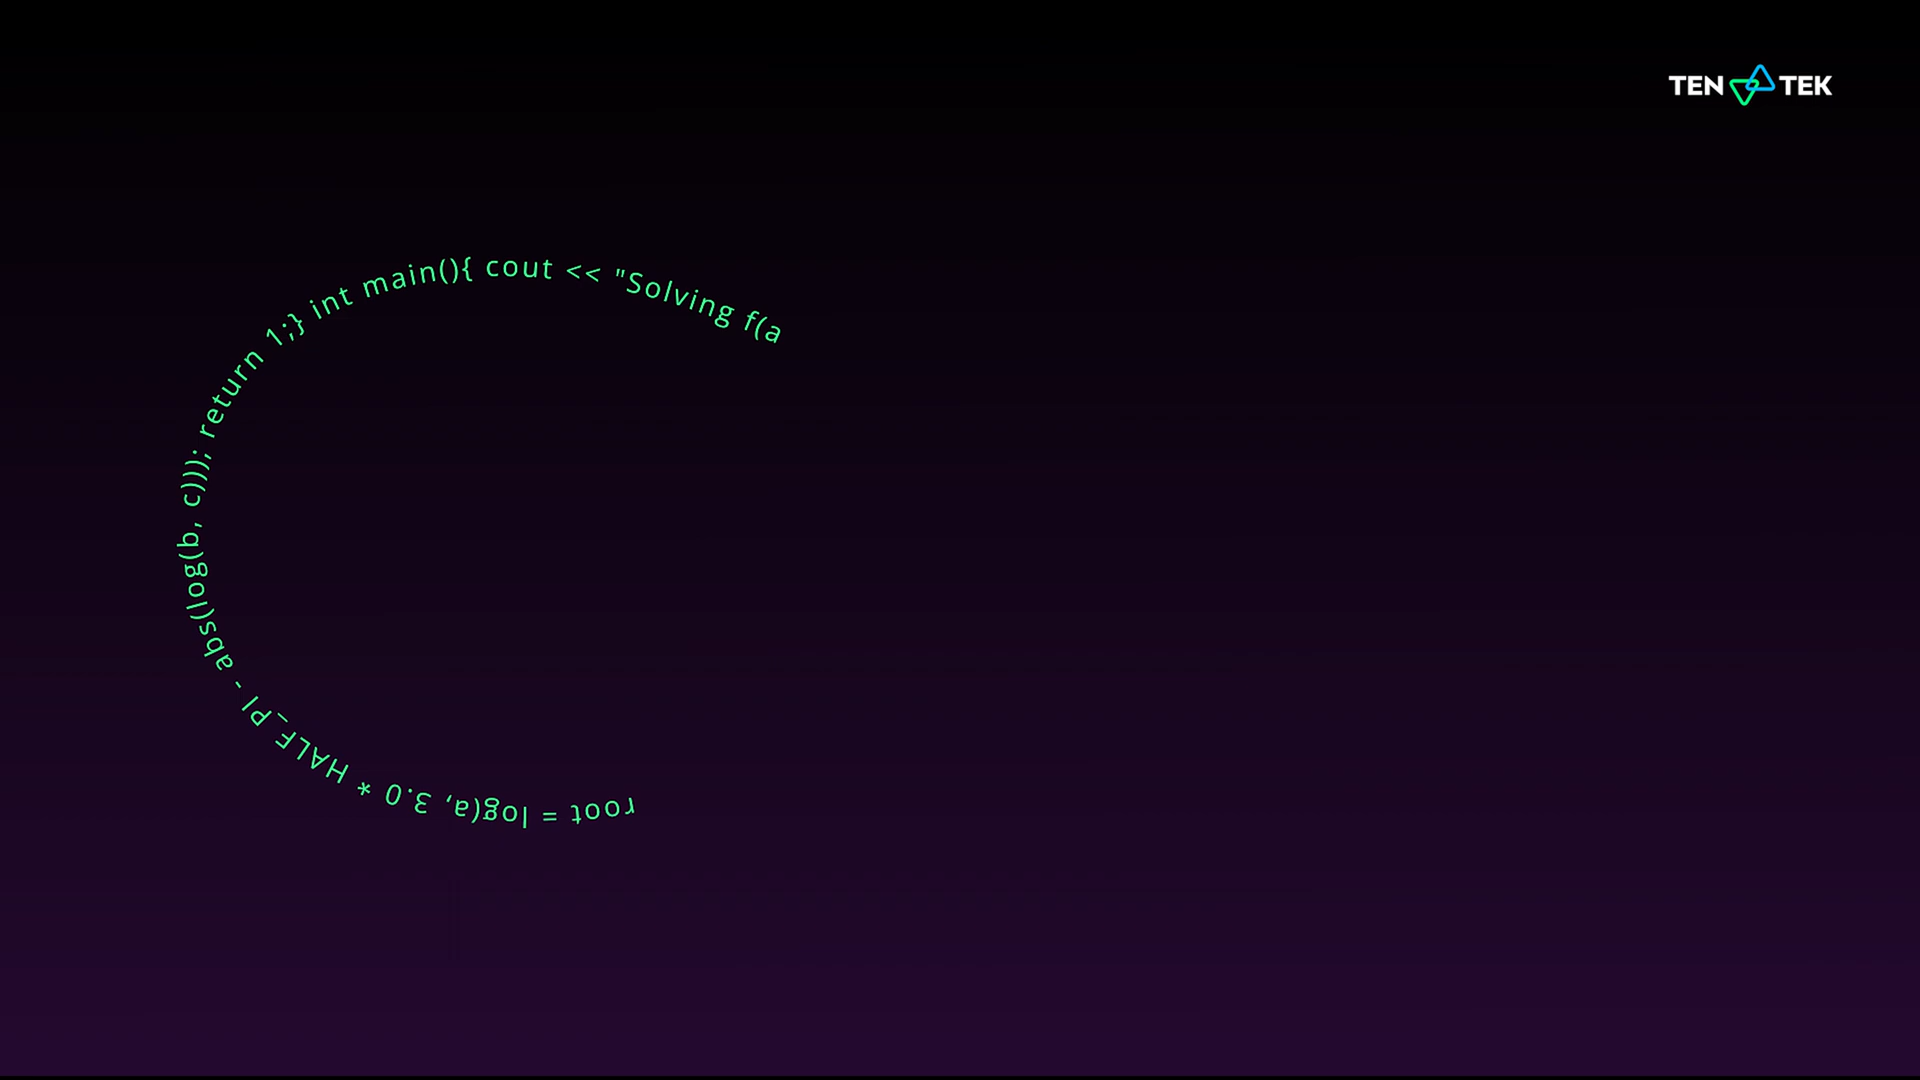 TEN TEK
root = log(a, 3.0 * HALF_PI - abs(log(b, c))); return 1;} int main(){ cout << "Solving f(a